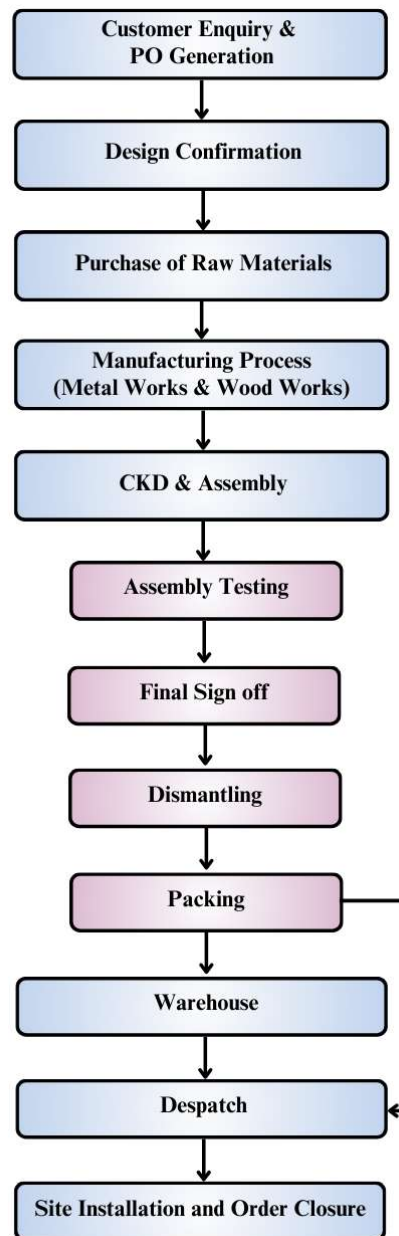 Customer Enquiry &
PO Generation
Design Confirmation
Purchase of Raw Materials
Manufacturing Process
(Metal Works & Wood Works)
CKD & Assembly
Assembly Testing
Final Sign off
Dismantling
Packing
Warehouse
Despatch
Site Installation and Order Closure